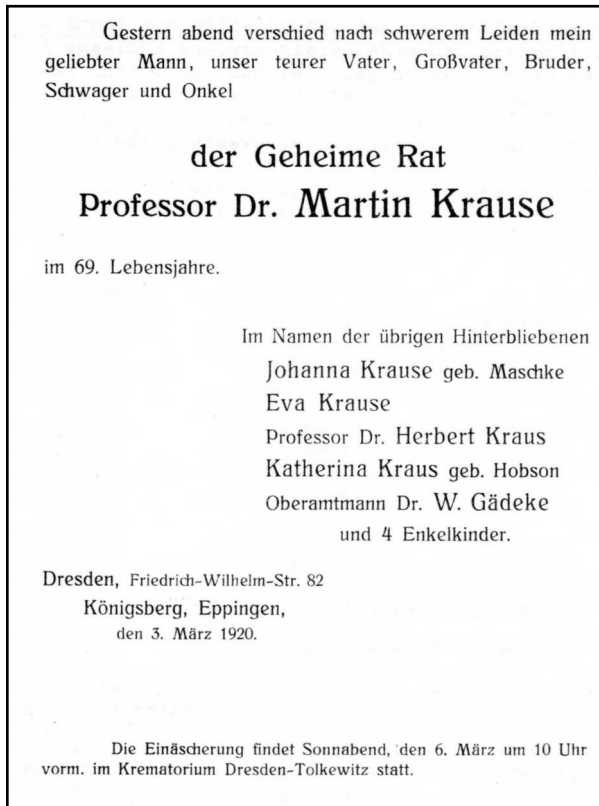 Gestern abend verschied nach schwerem Leiden mein
geliebter Mann, unser teurer Vater, Großvater, Bruder,
Schwager und Onkel
der Geheime Rat
Professor Dr. Martin Krause
im 69. Lebensjahre.
Im Namen der übrigen Hinterbliebenen
Johanna Krause geb. Maschke
Eva Krause
Professor Dr. Herbert Kraus
Katherina Kraus geb. Hobson
Oberamtmann Dr. W. Gädeke
und 4 Enkelkinder.
Dresden, Friedrich-Wilhelm-Str. 82
Königsberg, Eppingen,
den 3. März 1920.
Die Einäscherung findet Sonnabend, den 6. März um 10 Uhr
vorm. im Krematorium Dresden-Tolkewitz statt.